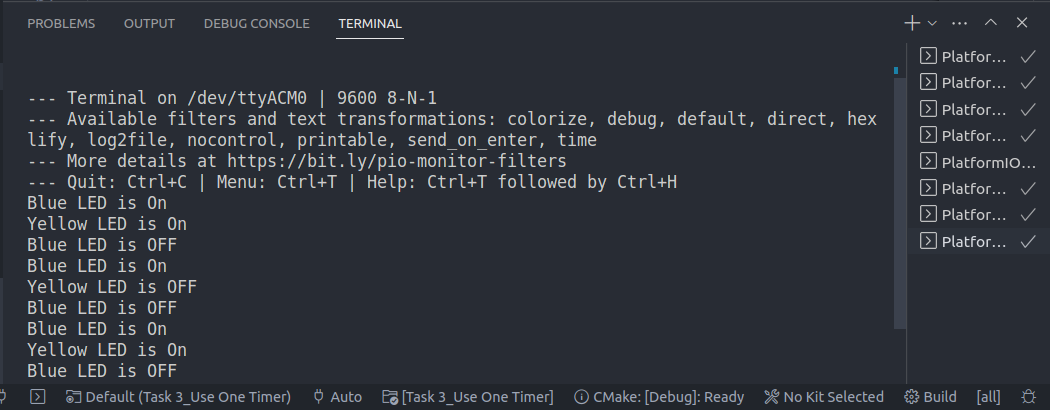 PROBLEMS OUTPUT DEBUG CONSOLE TERMINAL
--- Terminal on /dev/ttyACM0 | 9600 8-N-1
--- Available filters and text transformations: colorize, debug, default, direct, hex
lify, log2file, nocontrol, printable, send_on_enter, time
--- More details at https://bit.ly/pio-monitor-filters
--- Quit: Ctrl+C | Menu: Ctrl+T | Help: Ctrl+T followed by Ctrl+H
Blue LED is On
Yellow LED is On
Blue LED is OFF
Blue LED is On
Yellow LED is OFF
Blue LED is OFF
Blue LED is On
Yellow LED is On
Blue LED is OFF
Platfor...
Platfor...
Platfor...
Platfor...
PlatformIO...
Platfor...
Platfor...
Platfor...
Default (Task 3_Use One Timer) Auto [Task 3_Use One Timer] CMake: [Debug]: Ready No Kit Selected Build [all]